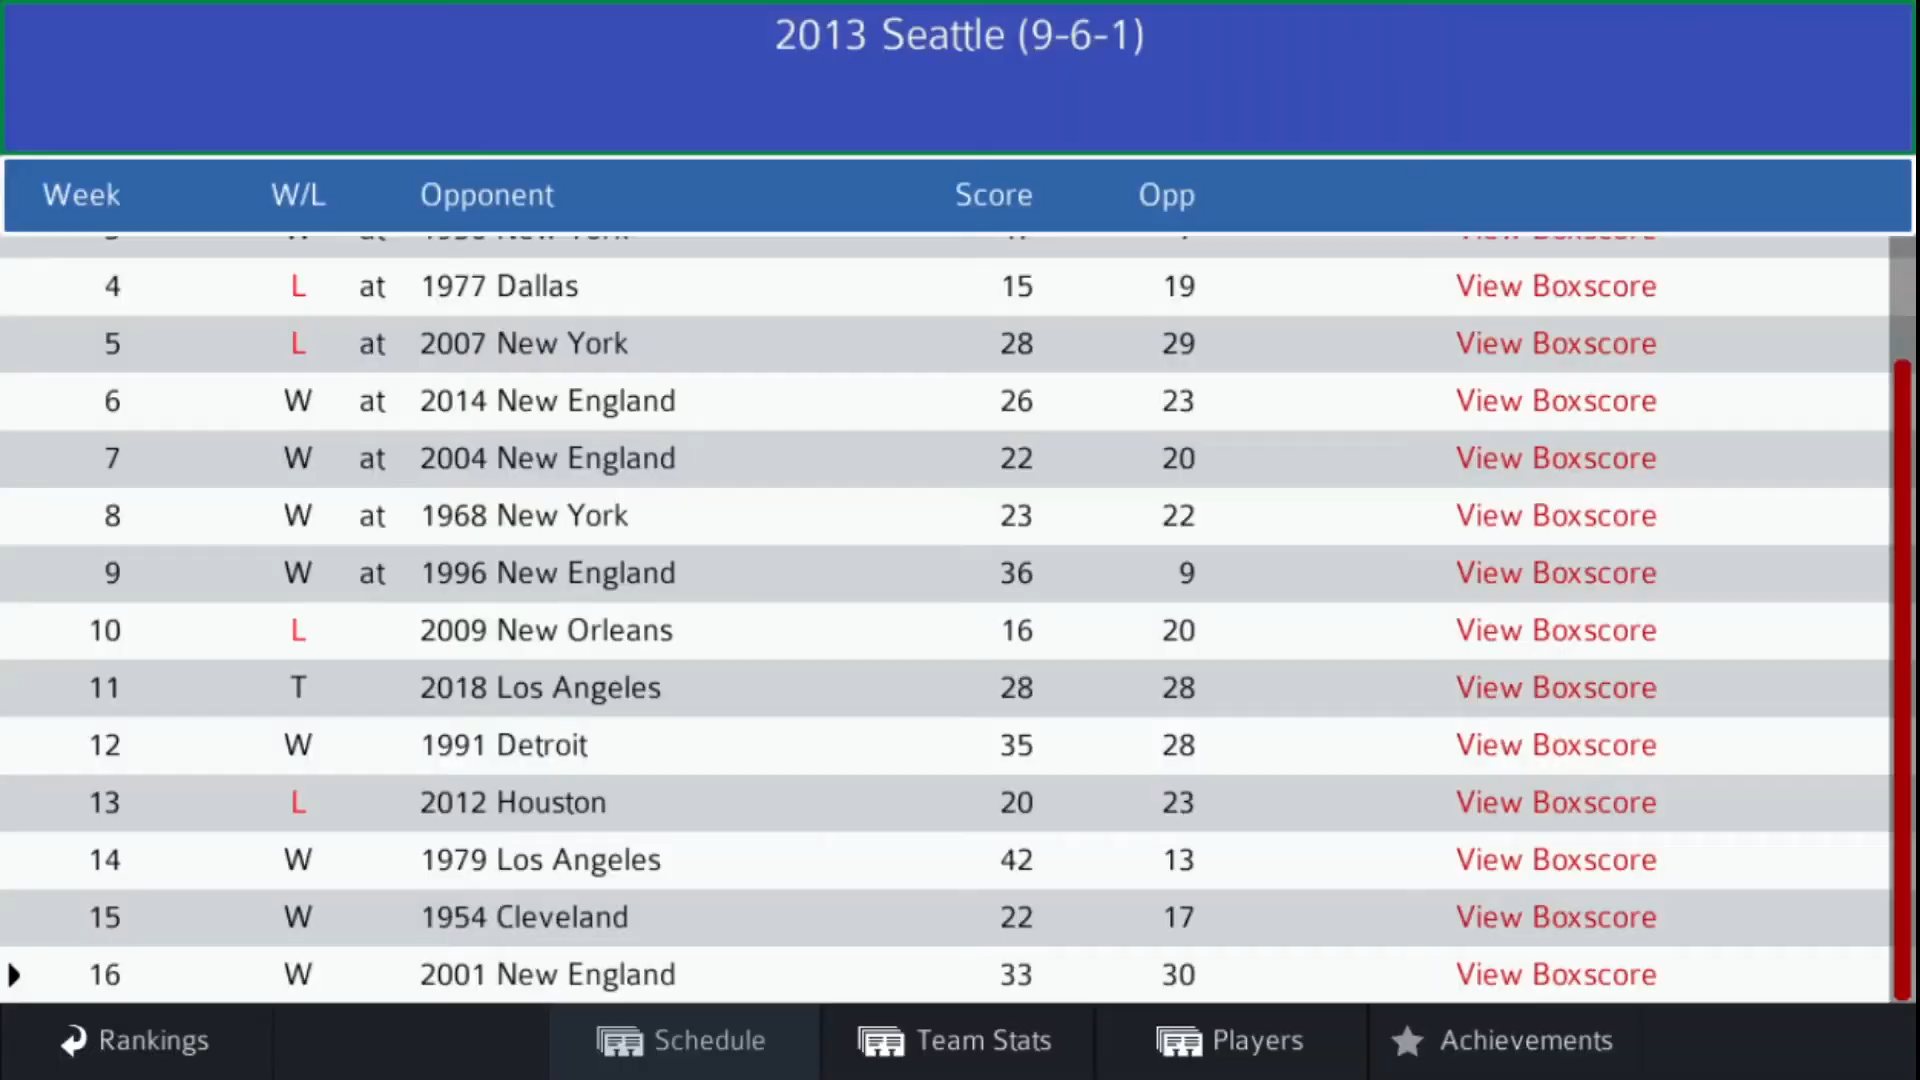 2013 Seattle (9-6-1)
Week W/L Opponent Score Opp
4 L at 1977 Dallas 15 19 View Boxscore
5 L at 2007 New York 28 29 View Boxscore
6 W at 2014 New England 26 23 View Boxscore
7 W at 2004 New England 22 20 View Boxscore
8 W at 1968 New York 23 22 View Boxscore
9 W at 1996 New England 36 9 View Boxscore
10 L 2009 New Orleans 16 20 View Boxscore
11 T 2018 Los Angeles 28 28 View Boxscore
12 W 1991 Detroit 35 28 View Boxscore
13 L 2012 Houston 20 23 View Boxscore
14 W 1979 Los Angeles 42 13 View Boxscore
15 W 1954 Cleveland 22 17 View Boxscore
16 W 2001 New England 33 30 View Boxscore
Rankings Schedule Team Stats Players Achievements